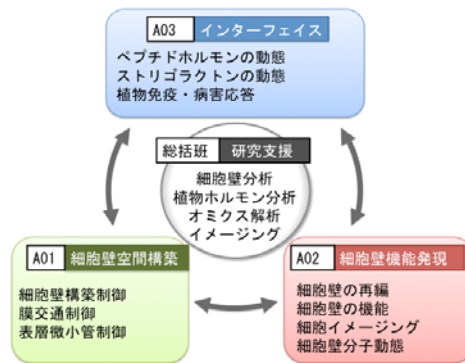 A03 インターフェイス
ペプチドホルモンの動態
ストリゴラクトンの動態
植物免疫・病害応答
総括班 研究支援
細胞壁分析
植物ホルモン分析
オミクス解析
イメージング
A01 細胞壁空間構築
細胞壁構築制御
膜交通制御
表層微小管制御
A02 細胞壁機能発現
細胞壁の再編
細胞壁の機能
細胞イメージング
細胞壁分子動態